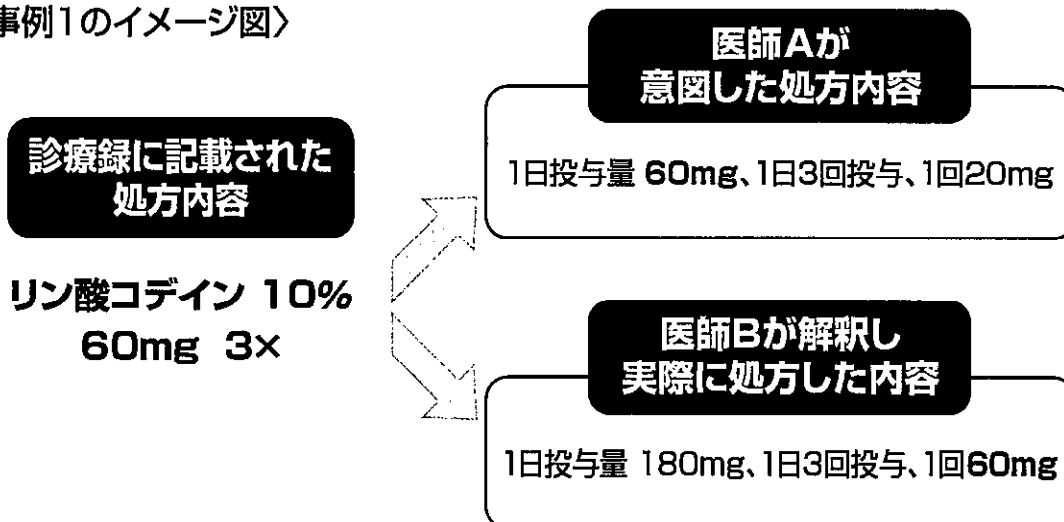 事例1のイメージ図〉
診療録に記載された
処方内容
リン酸コデイン 10%
60mg 3×
医師Aが
意図した処方内容
1日投与量 60mg、1日3回投与、1回20mg
医師Bが解釈し
実際に処方した内容
1日投与量 180mg、1日3回投与、1回60mg